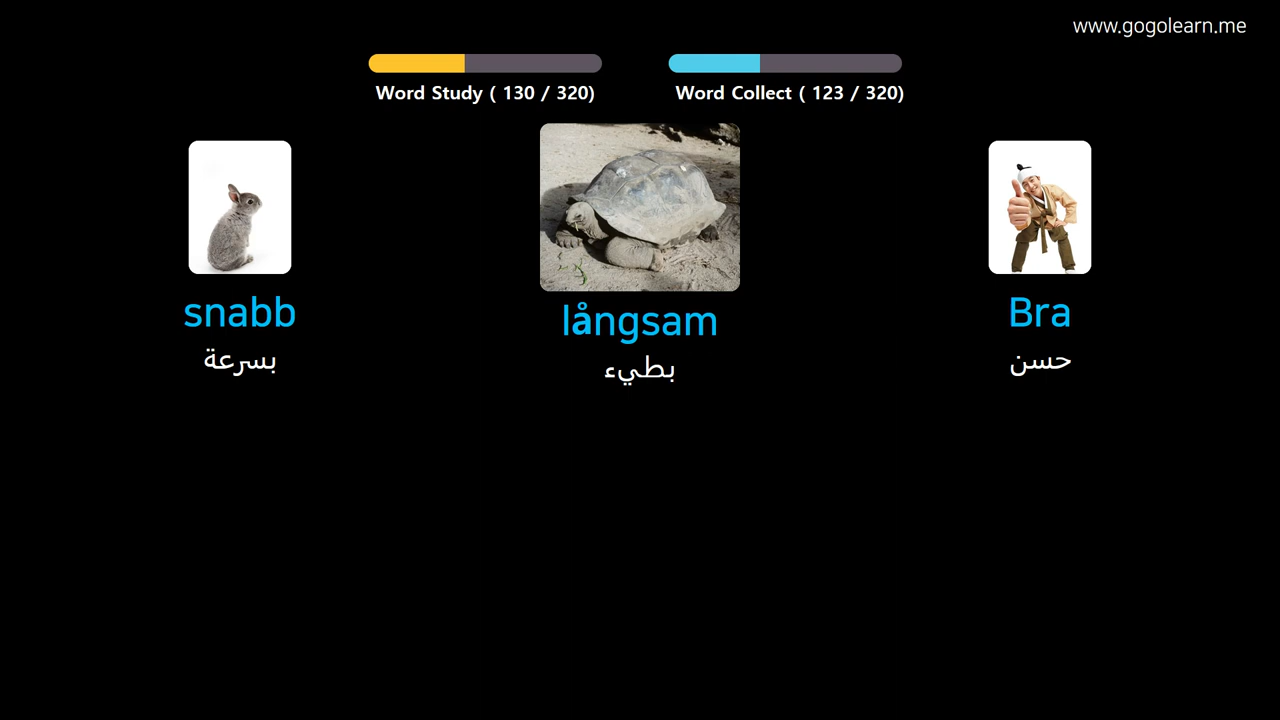 www.gogolearn.me
Word Study ( 130 / 320)
Word Collect ( 123 / 320)
snabb
بسرعة
långsam
بطيء
Bra
حسن